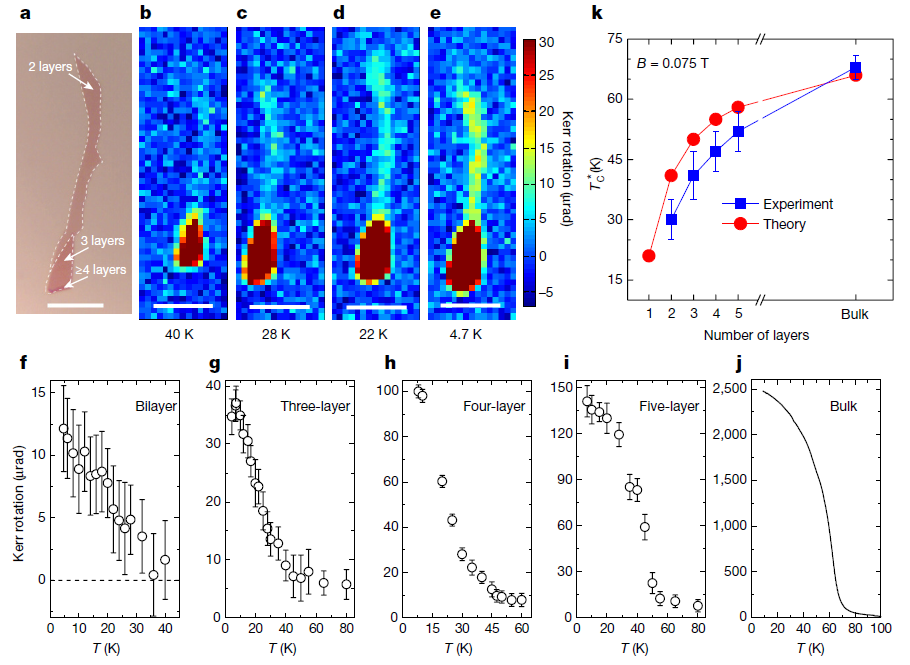 a
b
c
d
e
k
2 layers
3 layers
≥4 layers
40 K
28 K
22 K
4.7 K
30
25
20
15
10
5
0
−5
Kerr rotation (μrad)
75
60
45
30
15
T*C (K)
B = 0.075 T
Experiment
Theory
1 2 3 4 5 Bulk
Number of layers
f
g
h
i
j
Kerr rotation (μrad)
15
10
5
0
Bilayer
0 10 20 30 40
T (K)
40
30
20
10
0
Three-layer
0 20 40 60 80
T (K)
100
80
60
40
20
0
Four-layer
0 15 30 45 60
T (K)
150
120
90
60
30
0
Five-layer
0 20 40 60 80
T (K)
2,500
2,000
1,500
1,000
500
0
Bulk
0 20 40 60 80 100
T (K)